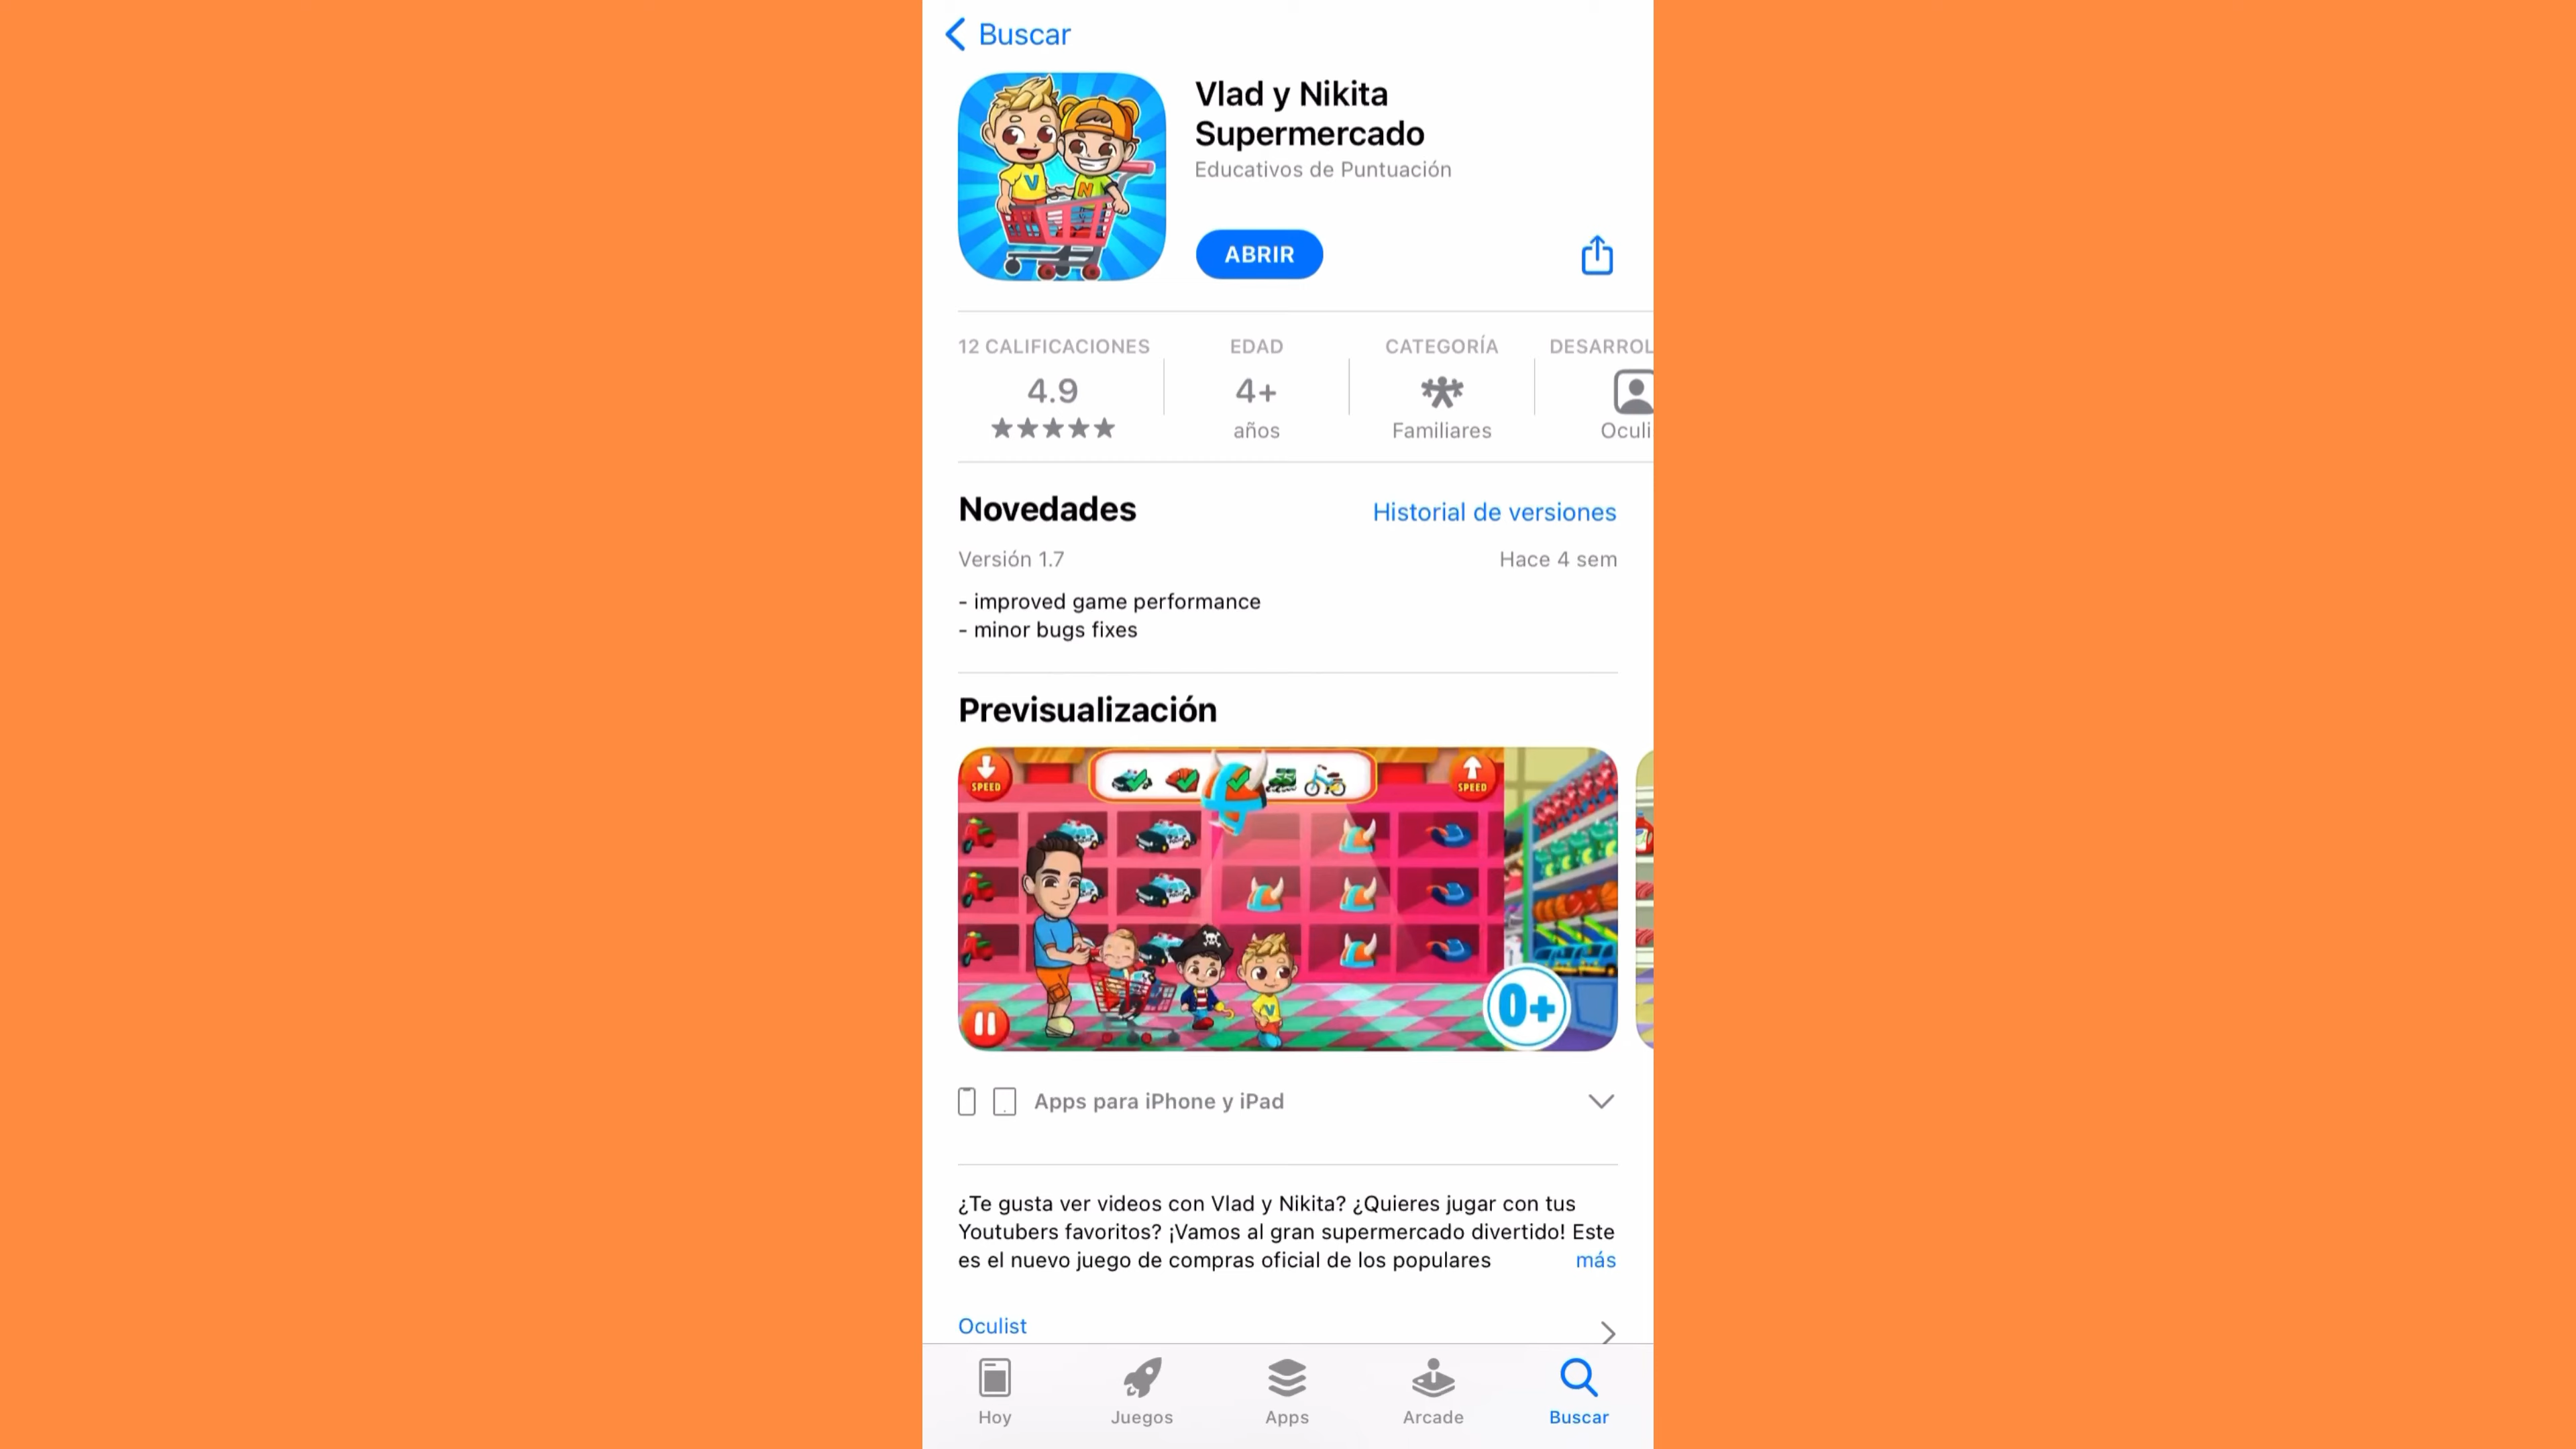 Buscar
Vlad y Nikita
Supermercado
Educativos de Puntuación
ABRIR
12 CALIFICACIONES
4.9
EDAD
4+
años
CATEGORÍA
Familiares
DESARROL
Oculi
Novedades
Historial de versiones
Versión 1.7
Hace 4 sem
- improved game performance
- minor bugs fixes
Previsualización
SPEED
SPEED
V
0+
Apps para iPhone y iPad
¿Te gusta ver videos con Vlad y Nikita? ¿Quieres jugar con tus
Youtubers favoritos? ¡Vamos al gran supermercado divertido! Este
es el nuevo juego de compras oficial de los populares más
Oculist
Hoy
Juegos
Apps
Arcade
Buscar